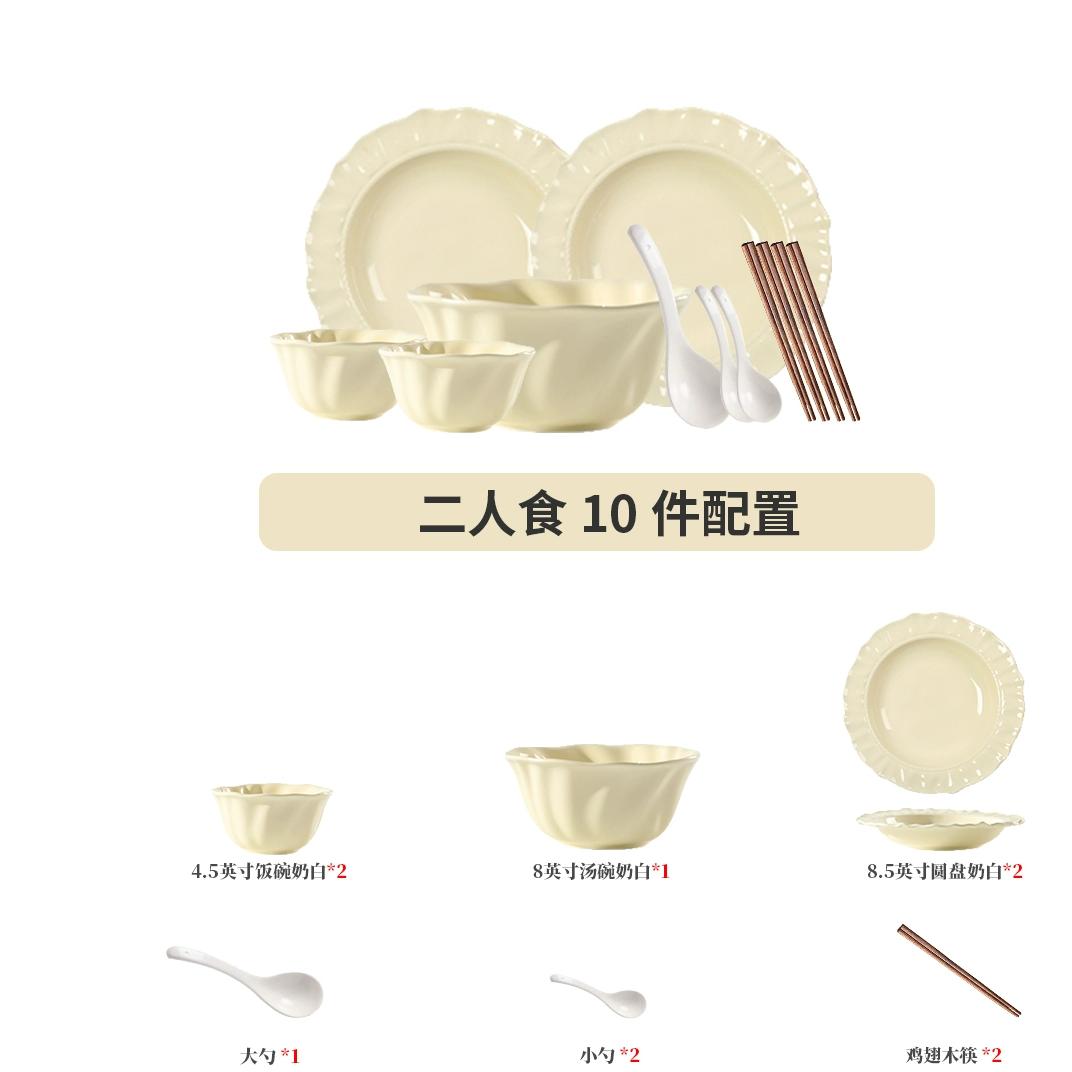 二人食 10 件配置
4.5英寸饭碗奶白*2
8英寸汤碗奶白*1
8.5英寸圆盘奶白*2
大勺 *1
小勺 *2
鸡翅木筷 *2